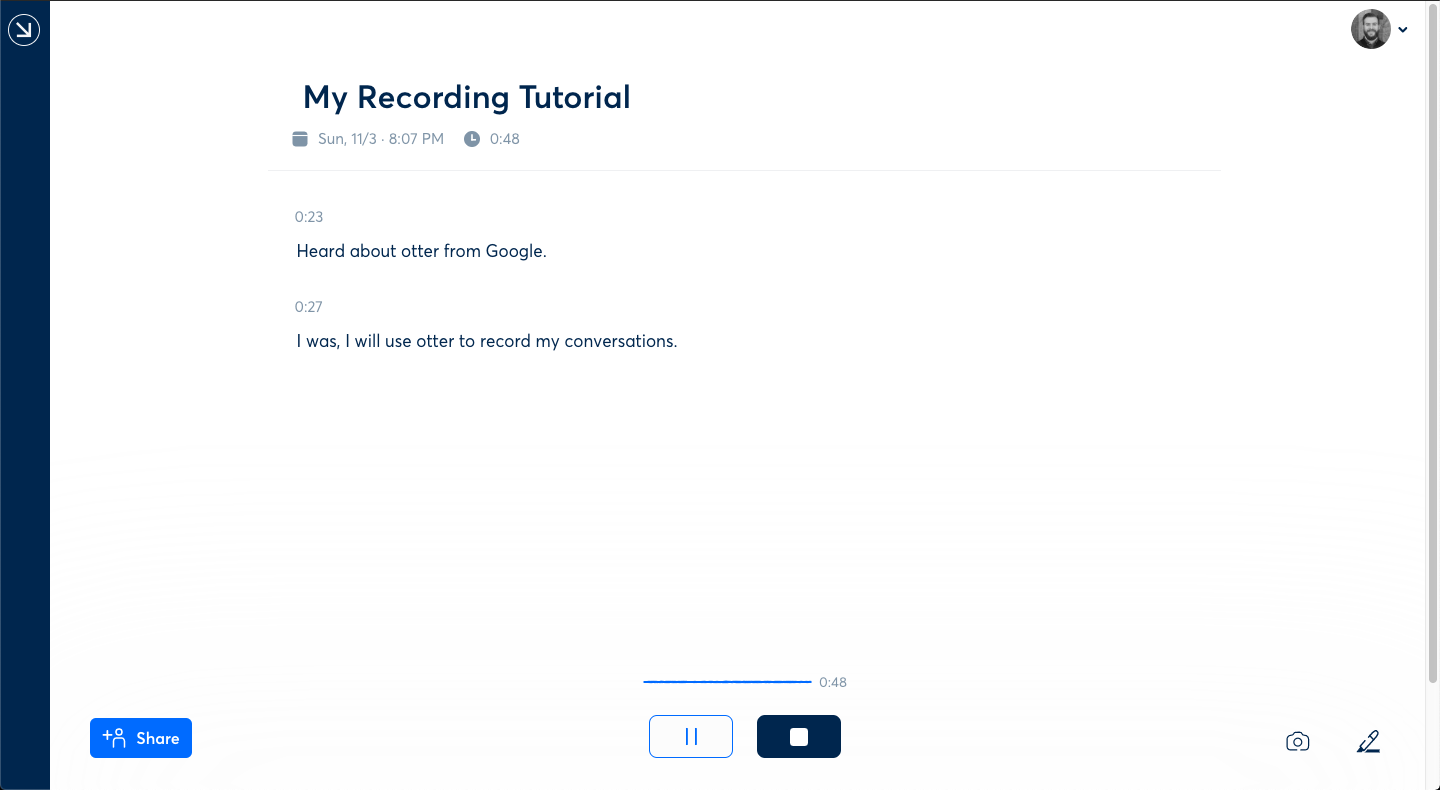 My Recording Tutorial
Sun, 11/3 · 8:07 PM 0:48
0:23
Heard about otter from Google.
0:27
I was, I will use otter to record my conversations.
0:48
Share